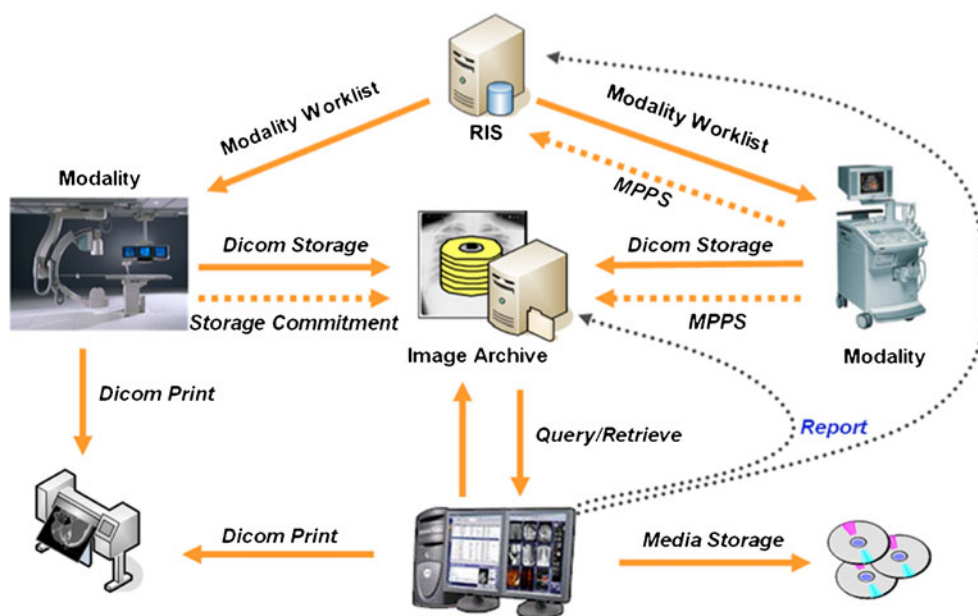 RIS
Modality Worklist
Modality Worklist
MPPS
Modality
Dicom Storage
Dicom Storage
Storage Commitment
MPPS
Image Archive
Modality
Dicom Print
Query/Retrieve
Report
Dicom Print
Media Storage